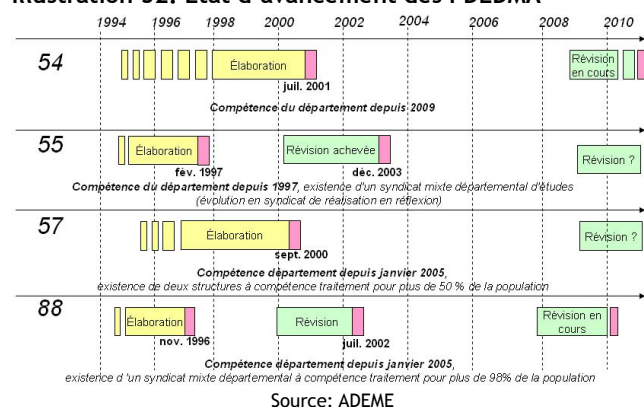 Illustration 52: Etat d'avancement des PDEDMA
1994 1996 1998 2000 2002 2004 2006 2008 2010
54
Élaboration
Révision
en cours
juil. 2001
Compétence du département depuis 2009
55
Élaboration
Révision achevée
Révision ?
fév. 1997
déc. 2003
Compétence du département depuis 1997, existence d'un syndicat mixte départemental d'études
(évolution en syndicat de réalisation en réflexion)
57
Élaboration
Révision ?
sept. 2000
Compétence département depuis janvier 2005,
existence de deux structures à compétence traitement pour plus de 50 % de la population
88
Élaboration
Révision
Révision en
cours
nov. 1996
juil. 2002
Compétence département depuis janvier 2005,
existence d 'un syndicat mixte départemental à compétence traitement pour plus de 98% de la population
Source: ADEME